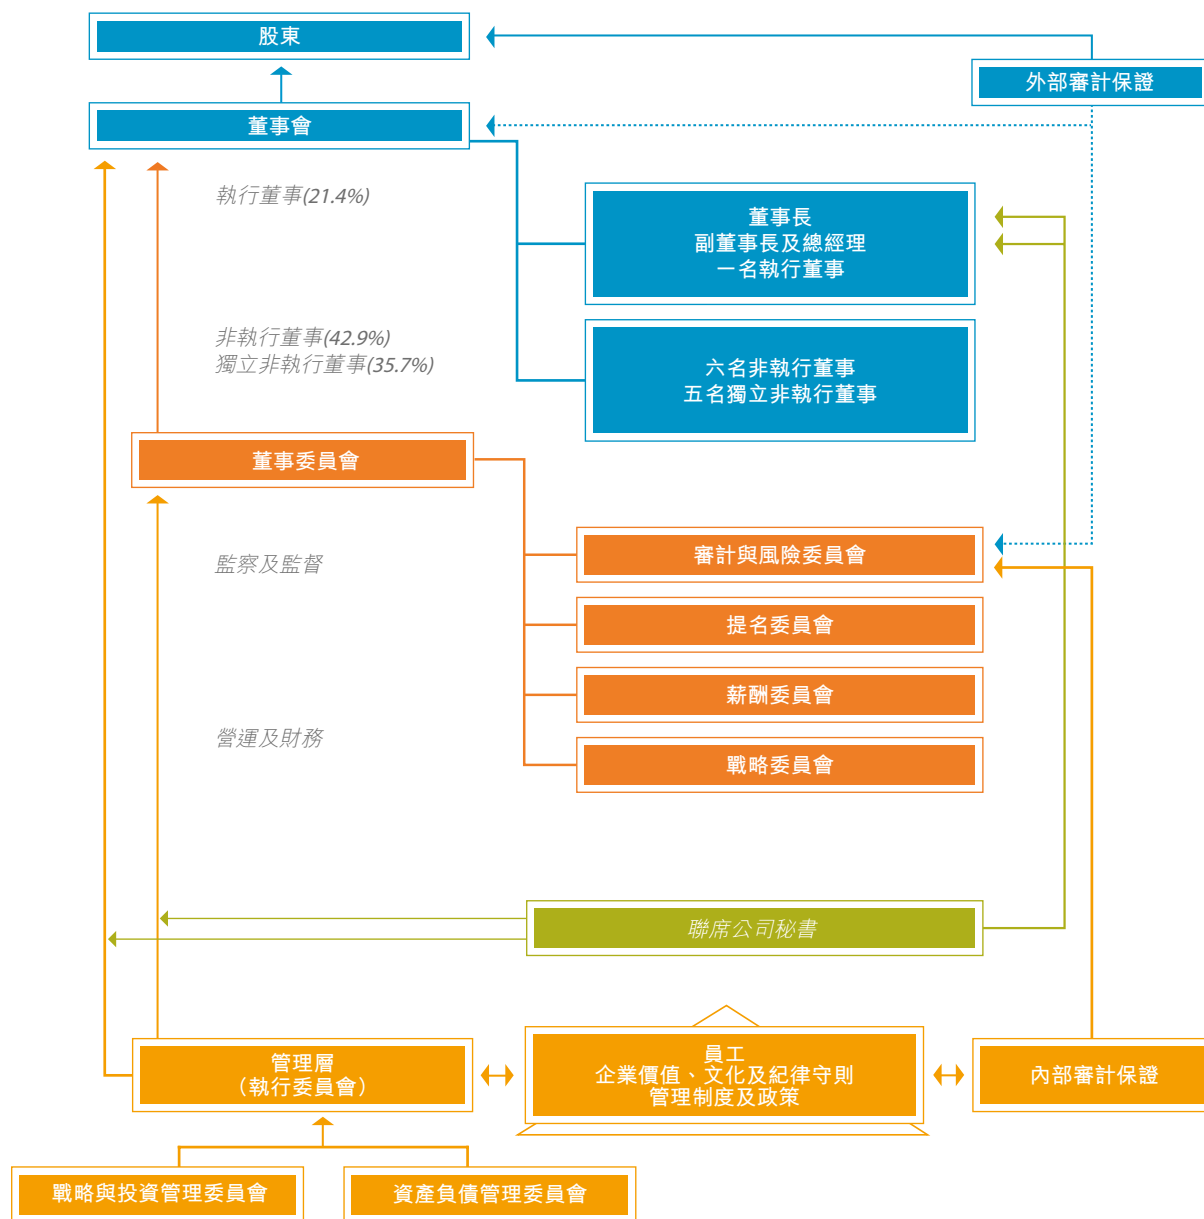 股東
外部審計保證
董事會
執行董事(21.4%)
董事長
副董事長及總經理
一名執行董事
非執行董事(42.9%)
獨立非執行董事(35.7%)
六名非執行董事
五名獨立非執行董事
董事委員會
監察及監督
審計與風險委員會
提名委員會
薪酬委員會
營運及財務
戰略委員會
聯席公司秘書
管理層
（執行委員會）
員工
企業價值、文化及紀律守則
管理制度及政策
內部審計保證
戰略與投資管理委員會
資產負債管理委員會